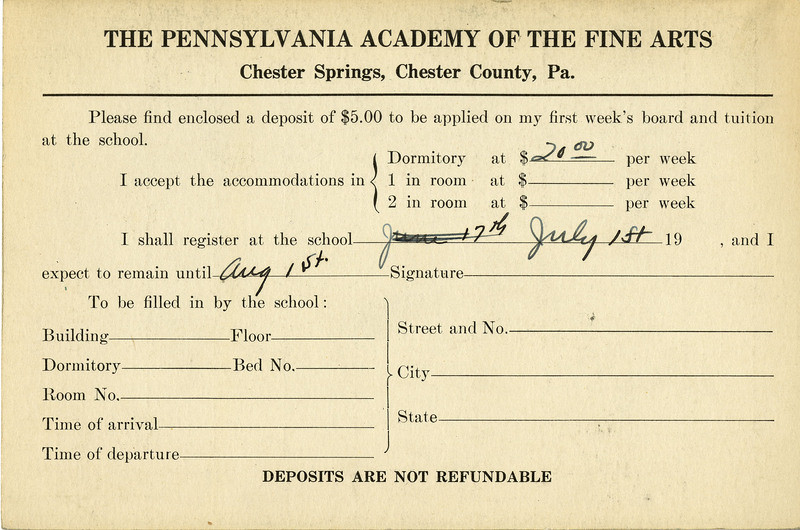 THE PENNSYLVANIA ACADEMY OF THE FINE ARTS
Chester Springs, Chester County, Pa.
Please find enclosed a deposit of $5.00 to be applied on my first week's board and tuition
at the school.
Dormitory at $20 00 per week
I accept the accommodations in 1 in room at $ per week
2 in room at $ per week
I shall register at the school June 17th July 1st 19 , and I
expect to remain until Aug 1st. Signature
To be filled in by the school:
Building Floor
Street and No.
Dormitory Bed No.
City
Room No.
State
Time of arrival
Time of departure
DEPOSITS ARE NOT REFUNDABLE